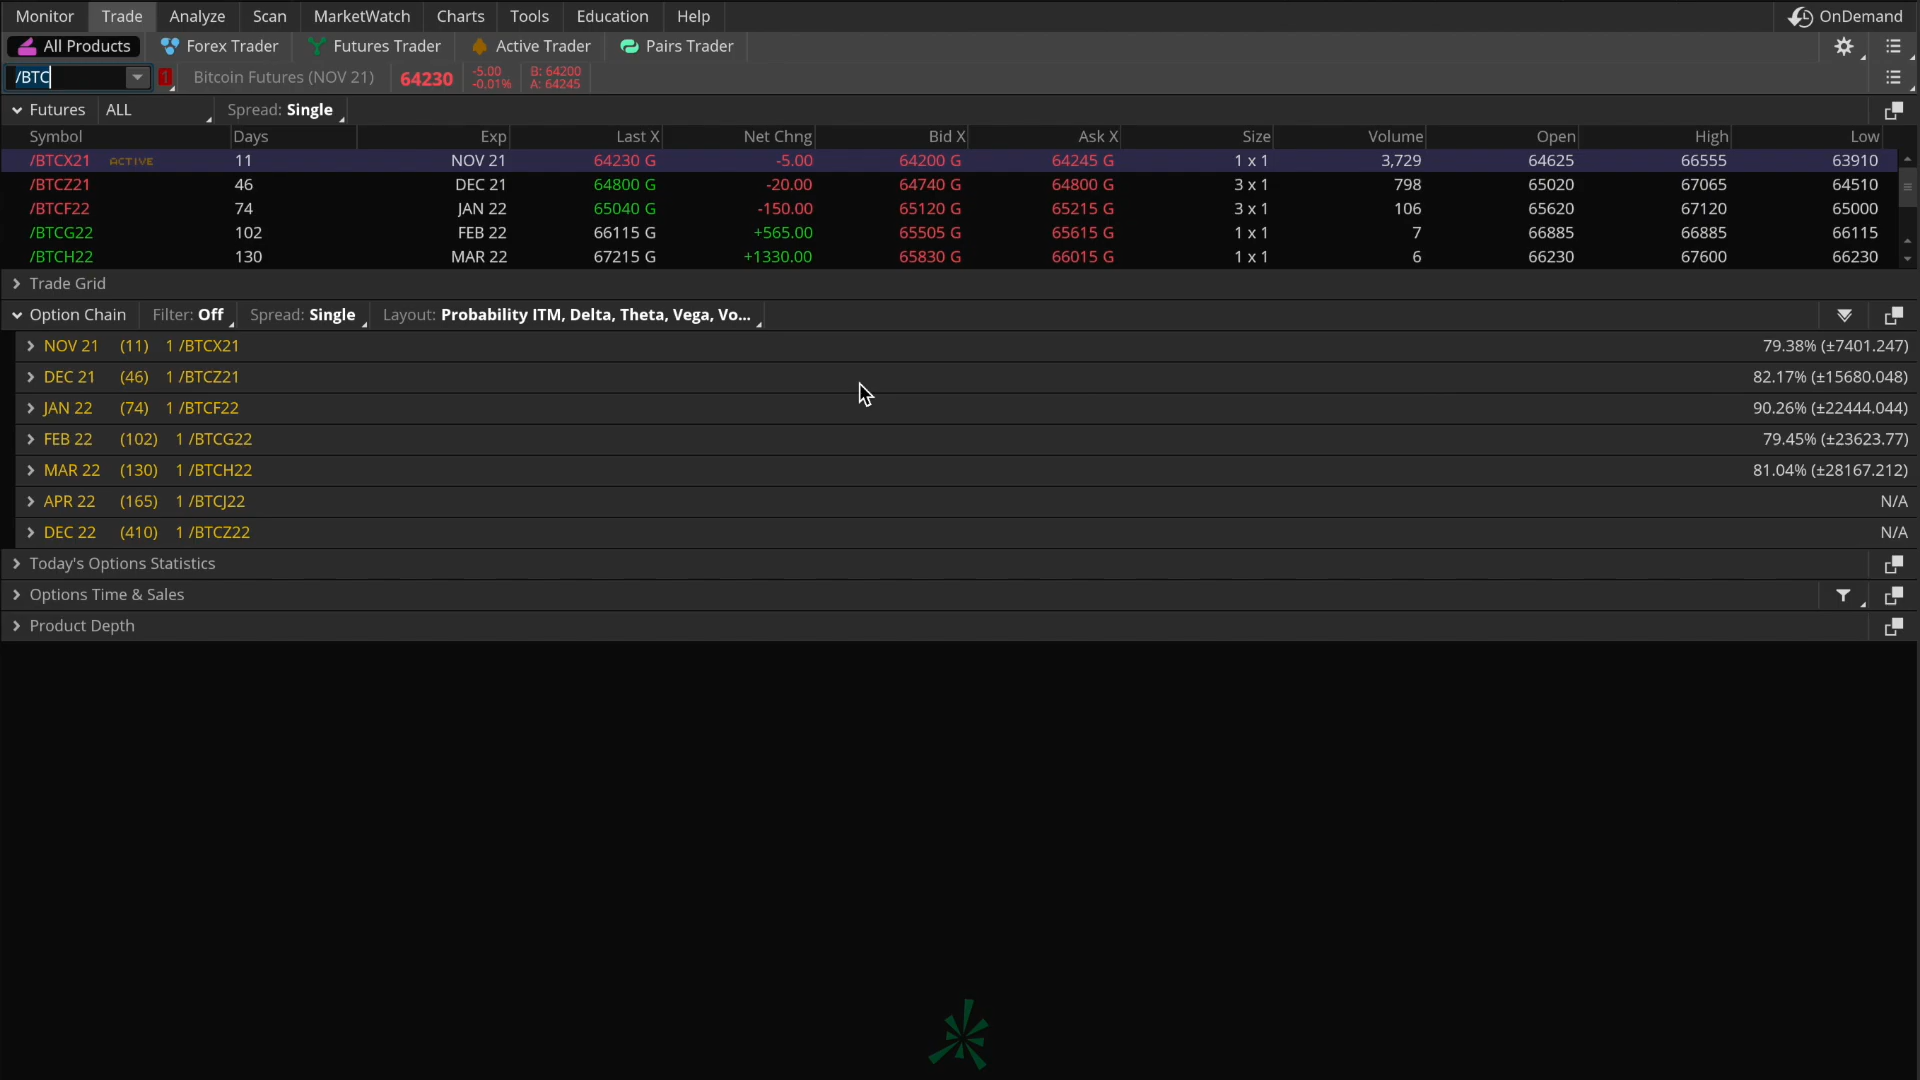 Monitor Trade Analyze Scan MarketWatch Charts Tools Education Help OnDemand
All Products Forex Trader Futures Trader Active Trader Pairs Trader
/BTC 1 Bitcoin Futures (NOV 21) 64230 -5.00 B: 64200
-0.01% A: 64245
Futures ALL Spread: Single
Symbol Days Exp Last X Net Chng Bid X Ask X Size Volume Open High Low
/BTCX21 ACTIVE 11 NOV 21 64230 G -5.00 64200 G 64245 G 1 x 1 3,729 64625 66555 63910
/BTCZ21 46 DEC 21 64800 G -20.00 64740 G 64800 G 3 x 1 798 65020 67065 64510
/BTCF22 74 JAN 22 65040 G -150.00 65120 G 65215 G 3 x 1 106 65620 67120 65000
/BTCG22 102 FEB 22 66115 G +565.00 65505 G 65615 G 1 x 1 7 66885 66885 66115
/BTCH22 130 MAR 22 67215 G +1330.00 65830 G 66015 G 1 x 1 6 66230 67600 66230
Trade Grid
Option Chain Filter: Off Spread: Single Layout: Probability ITM, Delta, Theta, Vega, Vo...
NOV 21 (11) 1 /BTCX21 79.38% (±7401.247)
DEC 21 (46) 1 /BTCZ21 82.17% (±15680.048)
JAN 22 (74) 1 /BTCF22 90.26% (±22444.044)
FEB 22 (102) 1 /BTCG22 79.45% (±23623.77)
MAR 22 (130) 1 /BTCH22 81.04% (±28167.212)
APR 22 (165) 1 /BTCJ22 N/A
DEC 22 (410) 1 /BTCZ22 N/A
Today's Options Statistics
Options Time & Sales
Product Depth